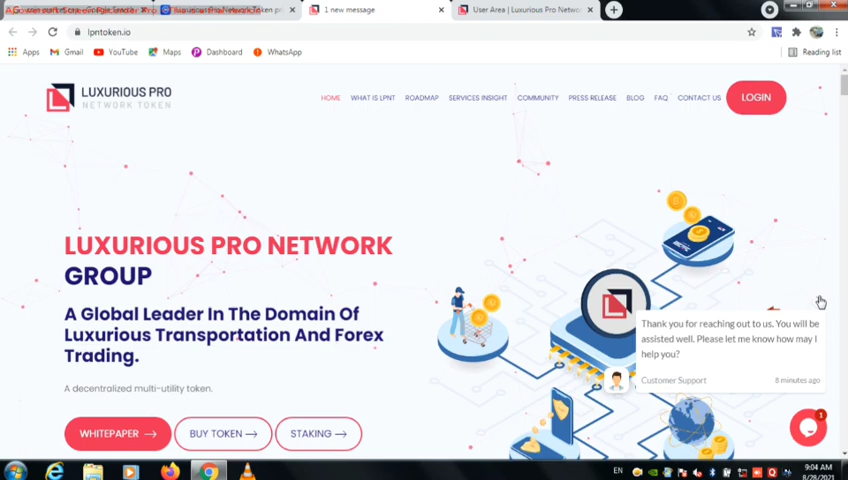 1 new message
User Area | Luxurious Pro Netwo
lpntoken.io
Apps
Gmail
YouTube
Maps
Dashboard
WhatsApp
Reading list
LUXURIOUS PRO
NETWORK TOKEN
HOME
WHAT IS LPNT
ROADMAP
SERVICES INSIGHT
COMMUNITY
PRESS RELEASE
BLOG
FAQ
CONTACT US
LOGIN
LUXURIOUS PRO NETWORK
GROUP
A Global Leader In The Domain Of
Luxurious Transportation And Forex
Trading.
A decentralized multi-utility token.
WHITEPAPER →
BUY TOKEN →
STAKING →
Thank you for reaching out to us. You will be
assisted well. Please let me know how may I
help you?
Customer Support
8 minutes ago
1
EN
9:04 AM
8/28/2021